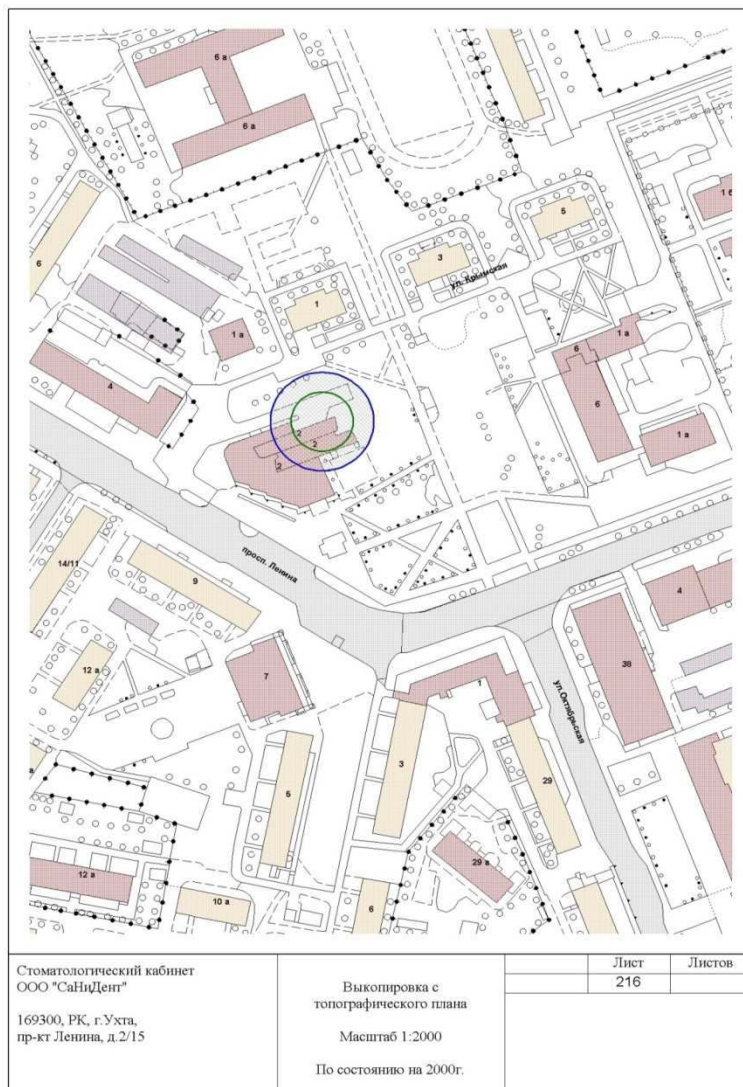 6 а
6 а
1 б
5
6
3
ул. Крымская
1
1 а
1 а
6
4
6
2
2
2
1 а
просп. Ленина
14/11
9
4
12 а
7
38
1
ул.Октябрьская
5
3
29
а
29 а
12 а
10 а
6
Стоматологический кабинет
ООО "СаНиДент"
169300, РК, г.Ухта,
пр-кт Ленина, д.2/15
Выкопировка с
топографического плана
Масштаб 1:2000
По состоянию на 2000г.
Лист
Листов
216